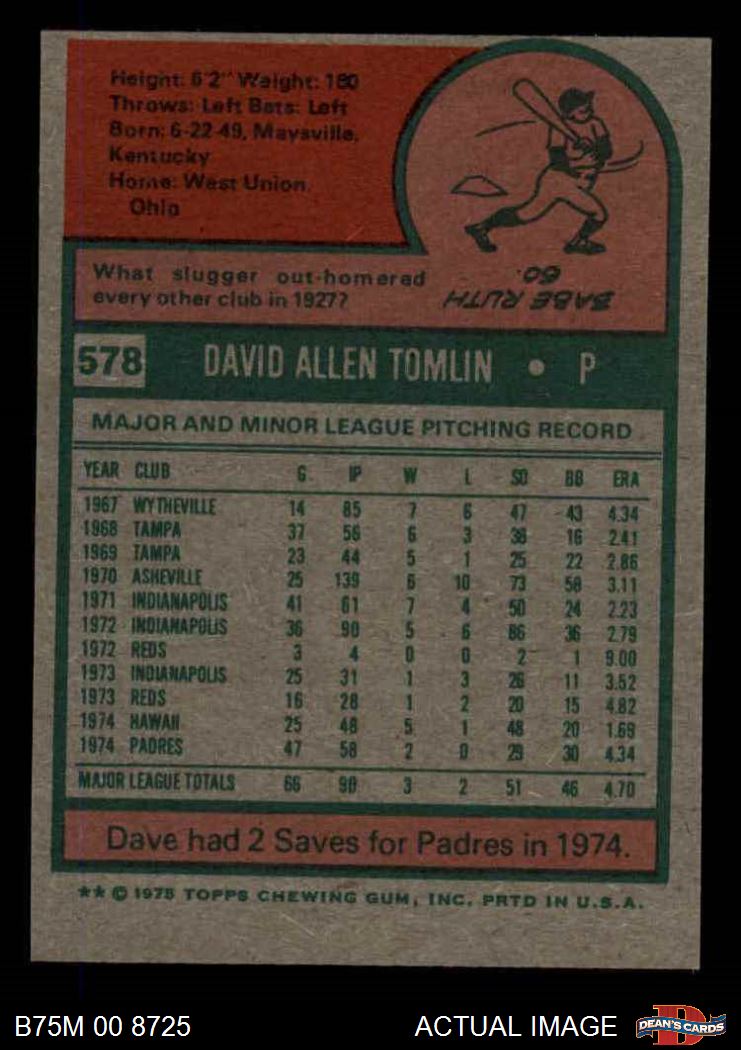 Height: 6'2" Weight: 180
Throws: Left Bats: Left
Born: 6-22-49, Maysville,
Kentucky
Home: West Union
Ohio
What slugger out-homered
every other club in 1927?
BABE RUTH
60.
578 DAVID ALLEN TOMLIN • P
MAJOR AND MINOR LEAGUE PITCHING RECORD
YEAR CLUB G IP W L SO BB ERA
1967 WYTHEVILLE 14 85 7 6 47 43 4.34
1968 TAMPA 37 56 6 3 38 16 2.41
1969 TAMPA 23 44 5 1 25 22 2.86
1970 ASHEVILLE 25 139 6 10 73 58 3.11
1971 INDIANAPOLIS 41 61 7 4 50 24 2.23
1972 INDIANAPOLIS 36 90 5 6 86 36 2.79
1972 REDS 3 4 0 0 2 1 9.00
1973 INDIANAPOLIS 25 31 1 3 26 11 3.52
1973 REDS 16 28 1 2 20 15 4.82
1974 HAWAII 25 48 5 1 48 20 1.69
1974 PADRES 47 58 2 0 29 30 4.34
MAJOR LEAGUE TOTALS 66 90 3 2 51 46 4.70
Dave had 2 Saves for Padres in 1974.
** © 1975 TOPPS CHEWING GUM, INC. PRTD IN U.S.A.
B75M 00 8725 ACTUAL IMAGE DEAN'S CARDS